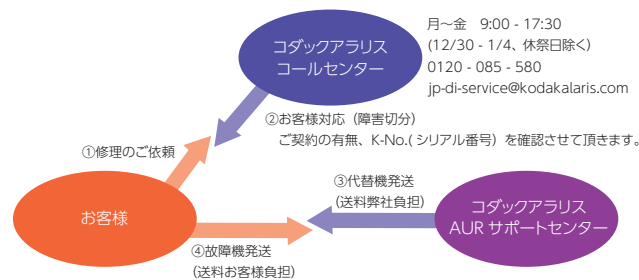 コダックアラリス
コールセンター
月～金 9:00 - 17:30
(12/30 - 1/4、休祭日除く)
0120 - 085 - 580
jp-di-service@kodakalaris.com
②お客様対応（障害切分）
ご契約の有無、K-No.( シリアル番号）を確認させて頂きます。
①修理のご依頼
お客様
③代替機発送
(送料弊社負担)
コダックアラリス
AUR サポートセンター
④故障機発送
(送料お客様負担)